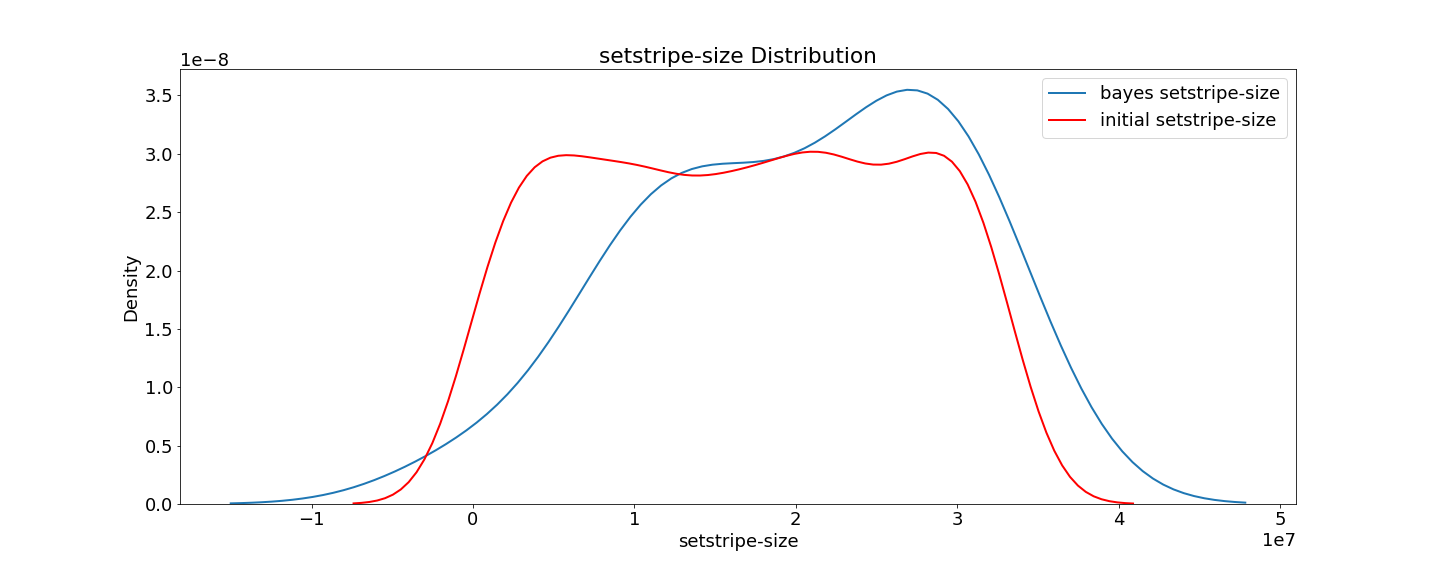 setstripe-size Distribution
1e−8
bayes setstripe-size
initial setstripe-size
3.5
3.0
2.5
2.0
1.5
1.0
0.5
0.0
Density
−1
0
1
2
3
4
5
setstripe-size
1e7